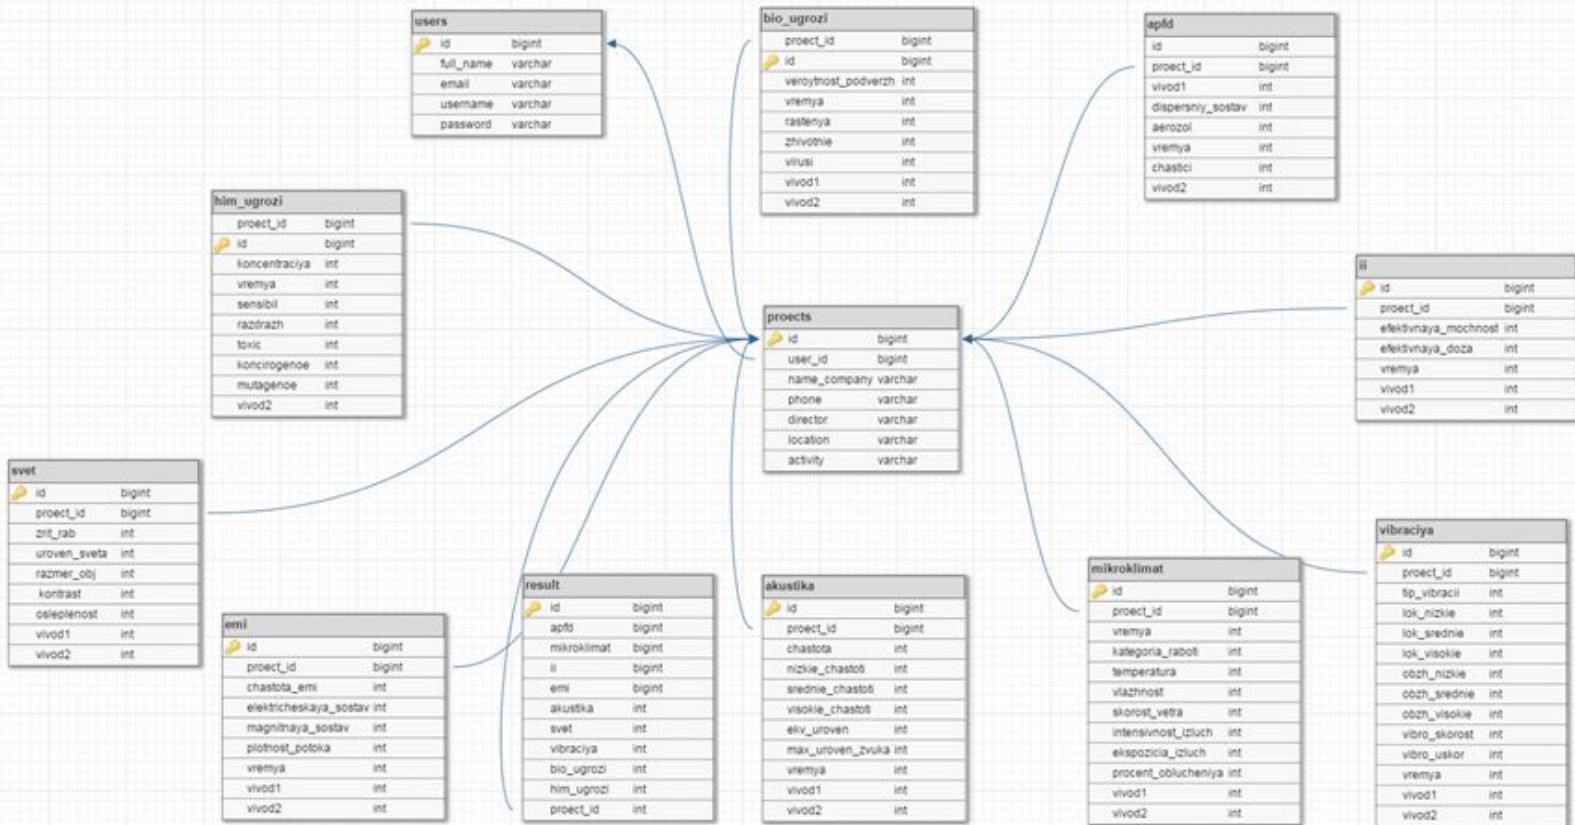 users
id bigint
full_name varchar
email varchar
username varchar
password varchar
bio_ugrozi
proect_id bigint
id bigint
veroytnost_podverzh int
vremya int
rastenya int
zhivotnie int
virusi int
vivod1 int
vivod2 int
apfd
id bigint
proect_id bigint
vivod1 int
dispersniy_sostav int
aerozol int
vremya int
chastici int
vivod2 int
him_ugrozi
proect_id bigint
id bigint
koncentraciya int
vremya int
sensibil int
razdrazh int
toxic int
koncirogenoe int
mutagenoe int
vivod2 int
proects
id bigint
user_id bigint
name_company varchar
phone varchar
director varchar
location varchar
activity varchar
ii
id bigint
proect_id bigint
efektivnaya_mochnost int
efektivnaya_doza int
vremya int
vivod1 int
vivod2 int
svet
id bigint
proect_id bigint
zrit_rab int
uroven_sveta int
razmer_obj int
kontrast int
osleplenost int
vivod1 int
vivod2 int
emi
id bigint
proect_id bigint
chastota_emi int
elektricheskaya_sostav int
magnitnaya_sostav int
plotnost_potoka int
vremya int
vivod1 int
vivod2 int
result
id bigint
apfd bigint
mikroklimat bigint
ii bigint
emi bigint
akustika int
svet int
vibraciya int
bio_ugrozi int
him_ugrozi int
proect_id int
akustika
id bigint
proect_id bigint
chastota int
nizkie_chastoti int
srednie_chastoti int
visokie_chastoti int
ekv_uroven int
max_uroven_zvuka int
vremya int
vivod1 int
vivod2 int
mikroklimat
id bigint
proect_id bigint
vremya int
kategoria_raboti int
temperatura int
vlazhnost int
skorost_vetra int
intensivnost_izluch int
ekspozicia_izluch int
procent_oblucheniya int
vivod1 int
vivod2 int
vibraciya
id bigint
proect_id bigint
tip_vibracii int
lok_nizkie int
lok_srednie int
lok_visokie int
obzh_nizkie int
obzh_srednie int
obzh_visokie int
vibro_skorost int
vibro_uskor int
vremya int
vivod1 int
vivod2 int